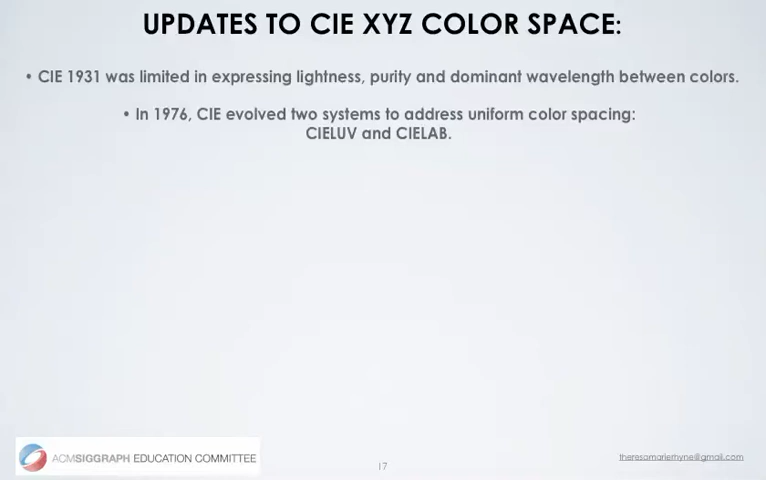 UPDATES TO CIE XYZ COLOR SPACE:
• CIE 1931 was limited in expressing lightness, purity and dominant wavelength between colors.
• In 1976, CIE evolved two systems to address uniform color spacing:
CIELUV and CIELAB.
ACMSIGGRAPH EDUCATION COMMITTEE
17
theresamarierhyne@gmail.com